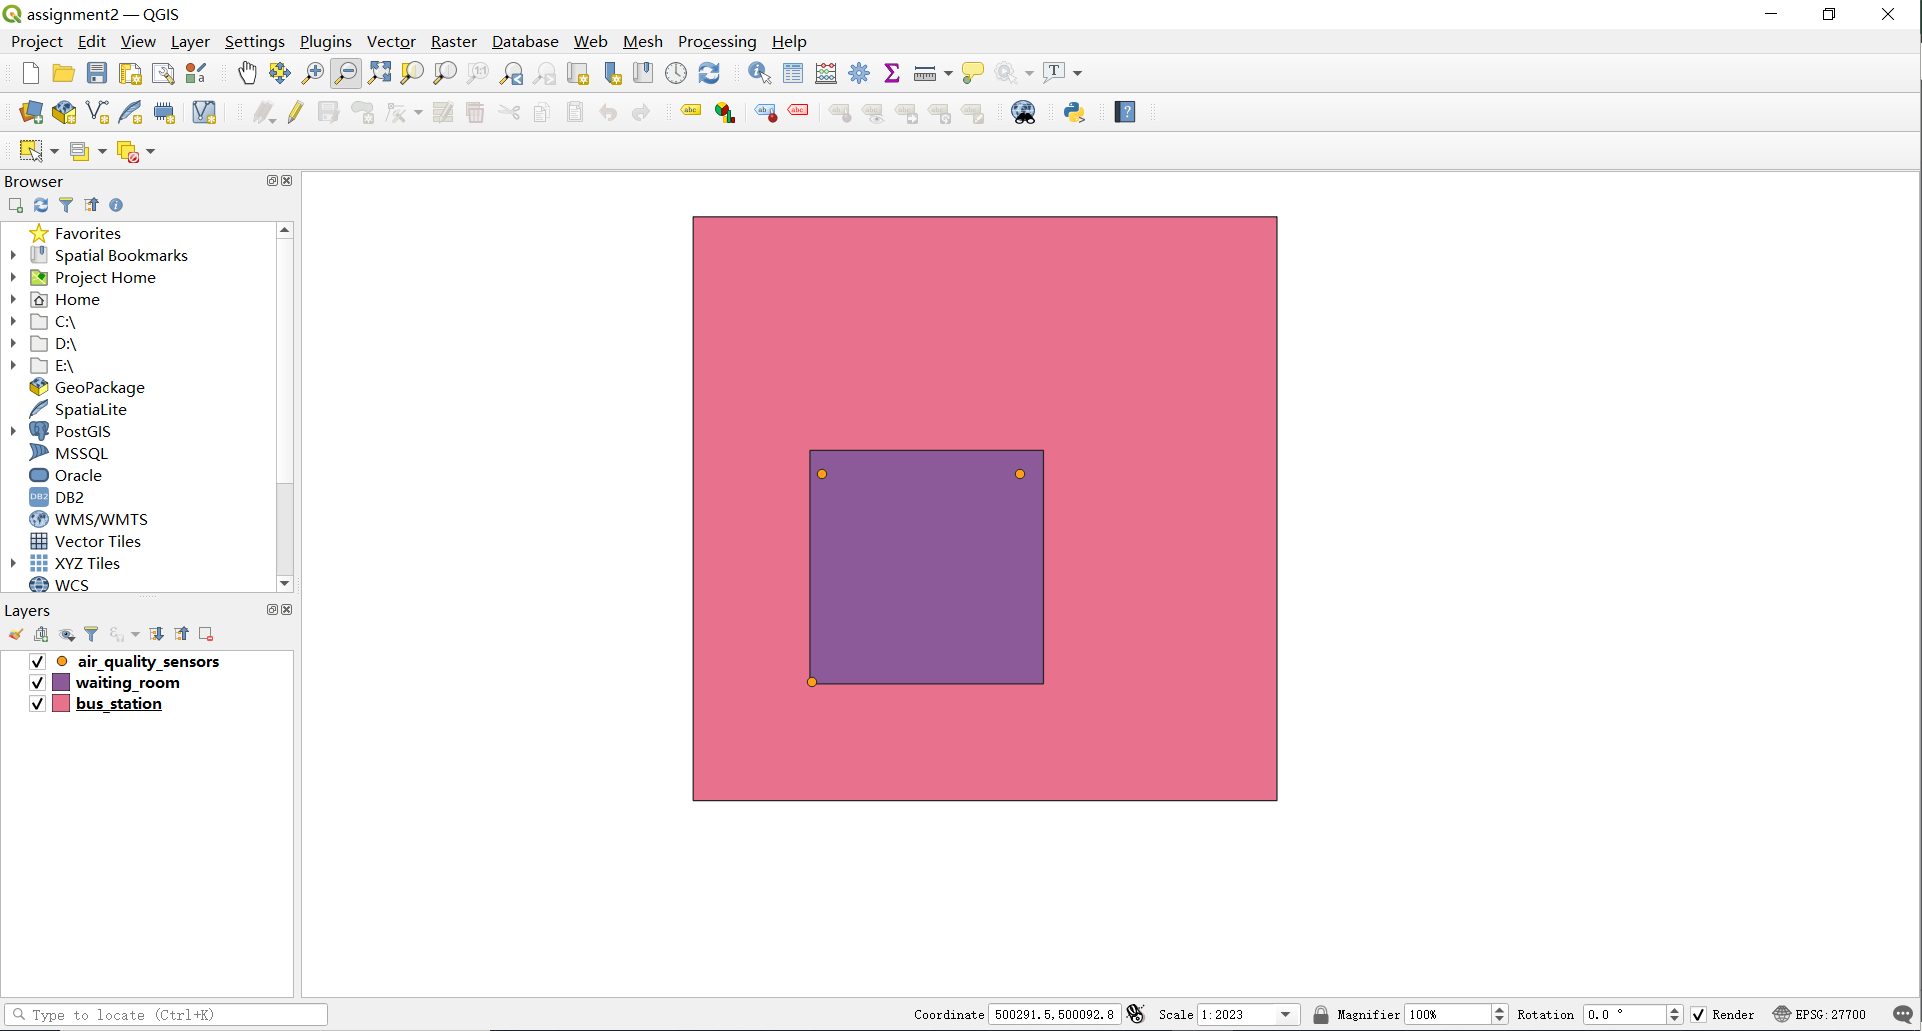 assignment2 — QGIS
Project Edit View Layer Settings Plugins Vector Raster Database Web Mesh Processing Help
Browser
Favorites
Spatial Bookmarks
Project Home
Home
C:\
D:\
E:\
GeoPackage
SpatiaLite
PostGIS
MSSQL
Oracle
DB2
WMS/WMTS
Vector Tiles
XYZ Tiles
WCS
Layers
air_quality_sensors
waiting_room
bus_station
Type to locate (Ctrl+K)
Coordinate 500291.5,500092.8 Scale 1:2023 Magnifier 100% Rotation 0.0 ° Render EPSG:27700